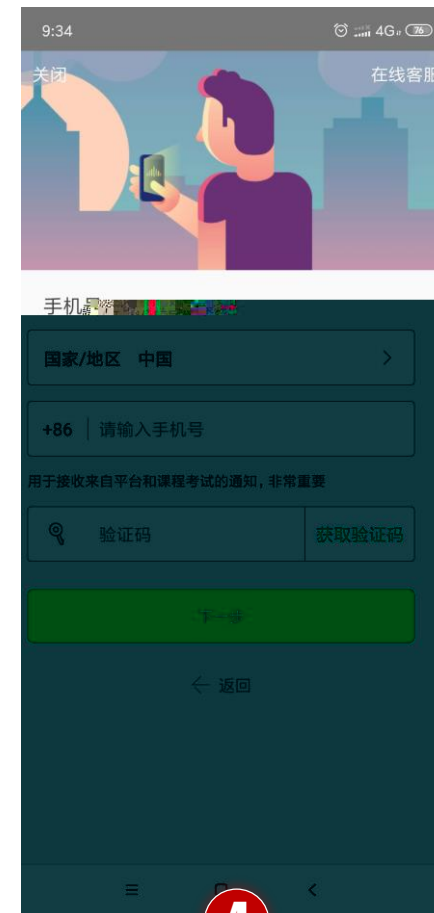 9:34 4G 76
关闭 在线客服
手机
国家/地区 中国
+86 请输入手机号
用于接收来自平台和课程考试的通知，非常重要
验证码 获取验证码
下一步
返回